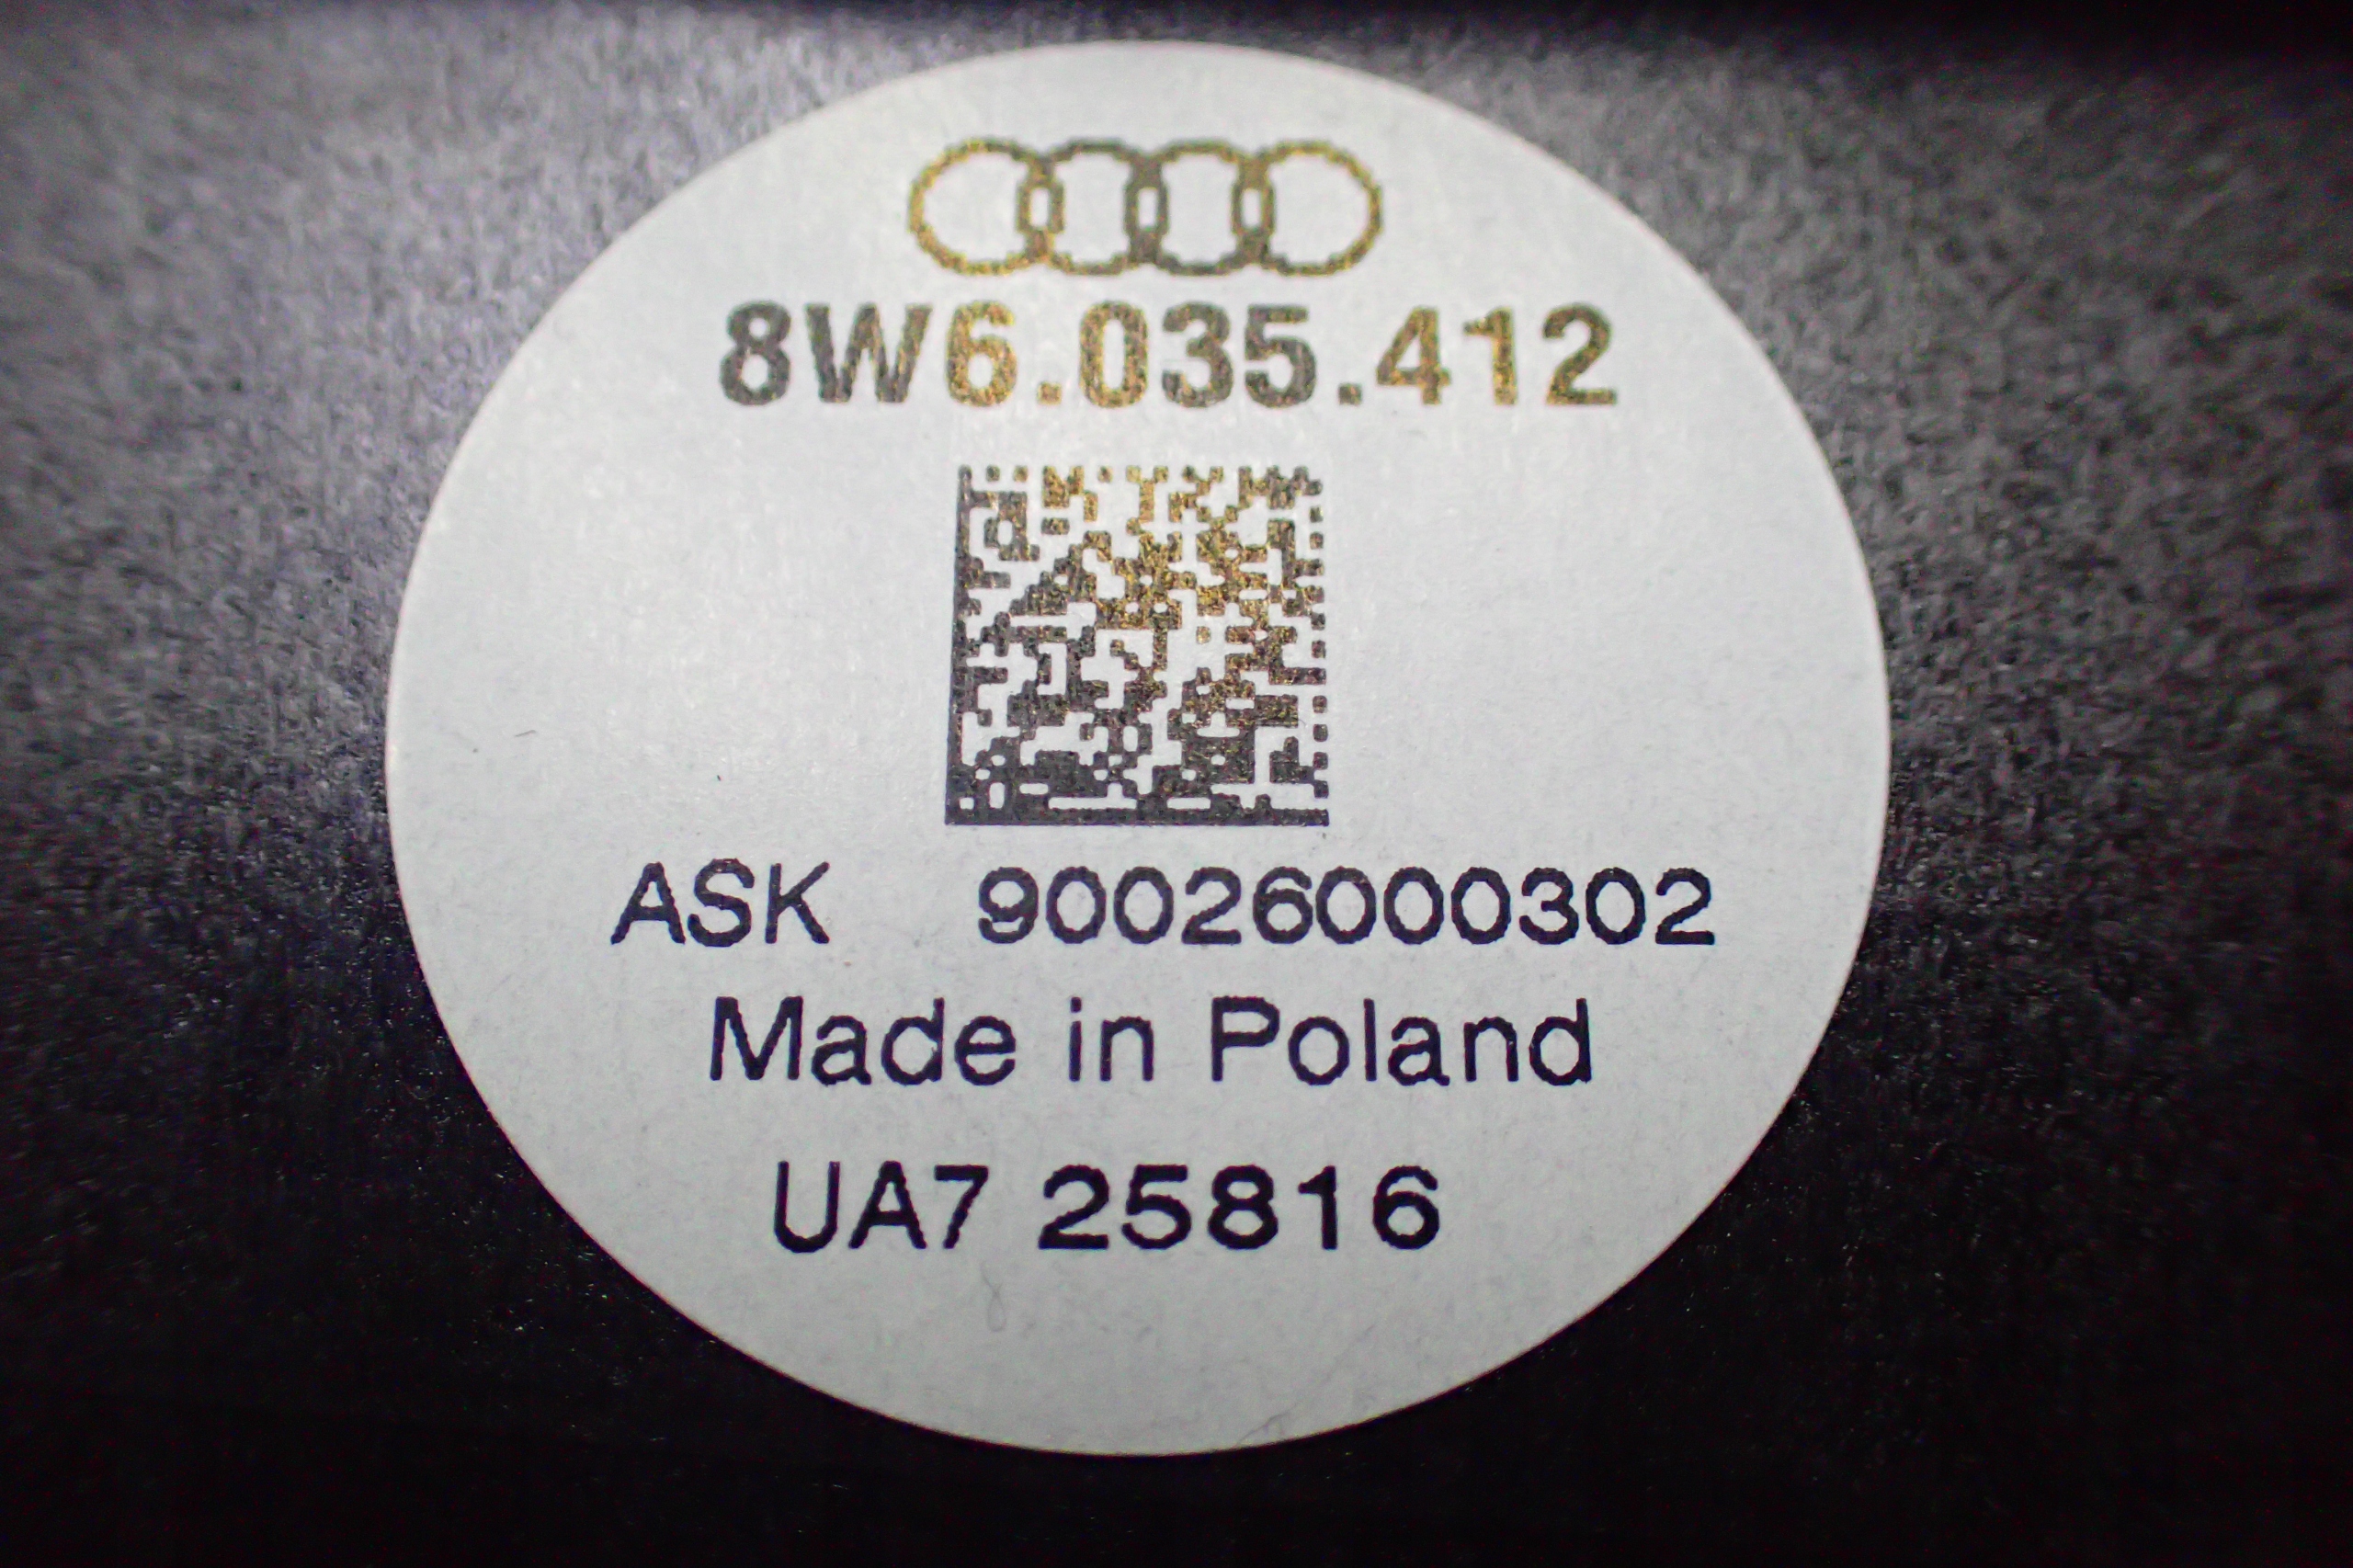 8W6.035.412
ASK 90026000302
Made in Poland
UA7 25816